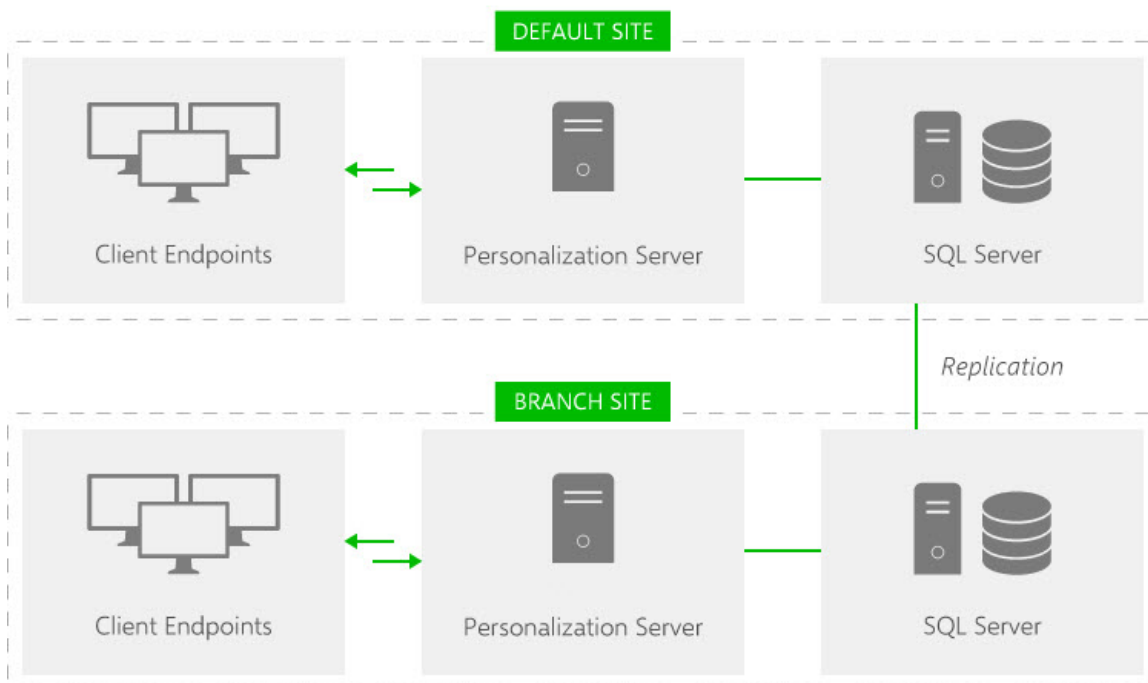 DEFAULT SITE
Client Endpoints
Personalization Server
SQL Server
Replication
BRANCH SITE
Client Endpoints
Personalization Server
SQL Server